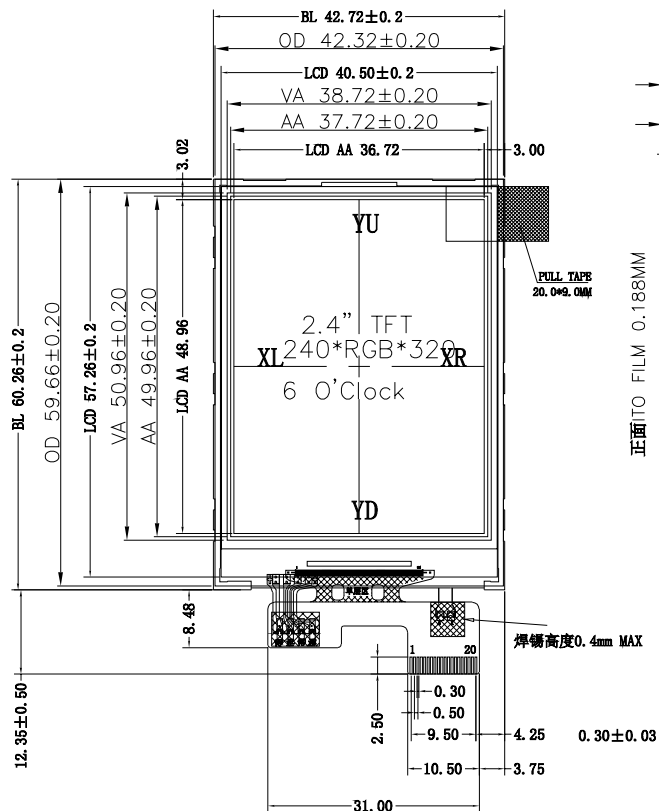 BL 42.72±0.2
OD 42.32±0.20
LCD 40.50±0.2
VA 38.72±0.20
AA 37.72±0.20
LCD AA 36.72
3.00
3.02
YU
PULL TAPE
20.0*9.0MM
2.4” TFT
240*RGB*320
XL
XR
6 O'Clock
YD
BL 60.26±0.2
OD 59.66±0.20
LCD 57.26±0.2
VA 50.96±0.20
AA 49.96±0.20
LCD AA 48.96
正面ITO FILM 0.188MM
8.48
12.35±0.50
焊锡高度0.4mm MAX
1
20
2.50
0.30
0.50
9.50
4.25
0.30±0.03
10.50
3.75
31.00